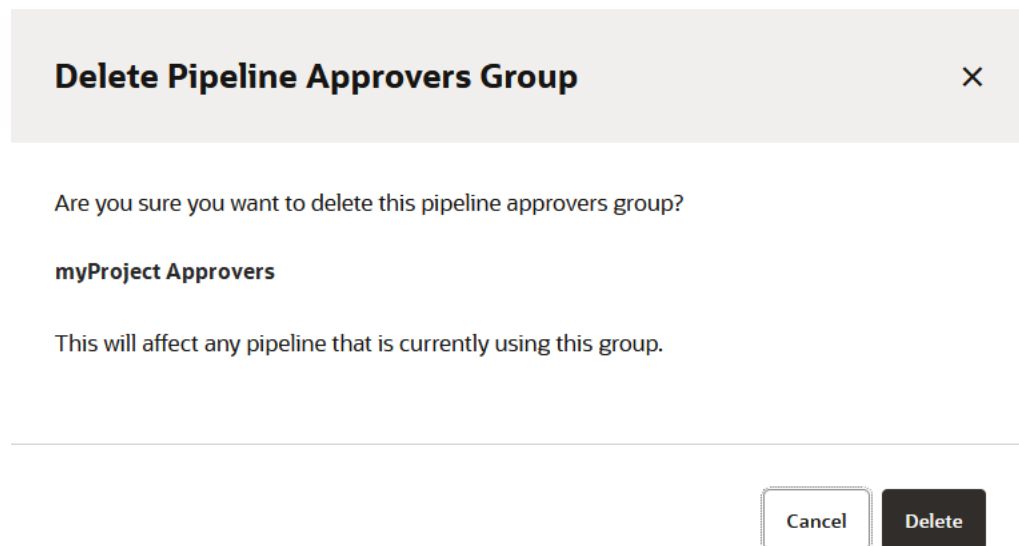 Delete Pipeline Approvers Group
Are you sure you want to delete this pipeline approvers group?
myProject Approvers
This will affect any pipeline that is currently using this group.
Cancel Delete